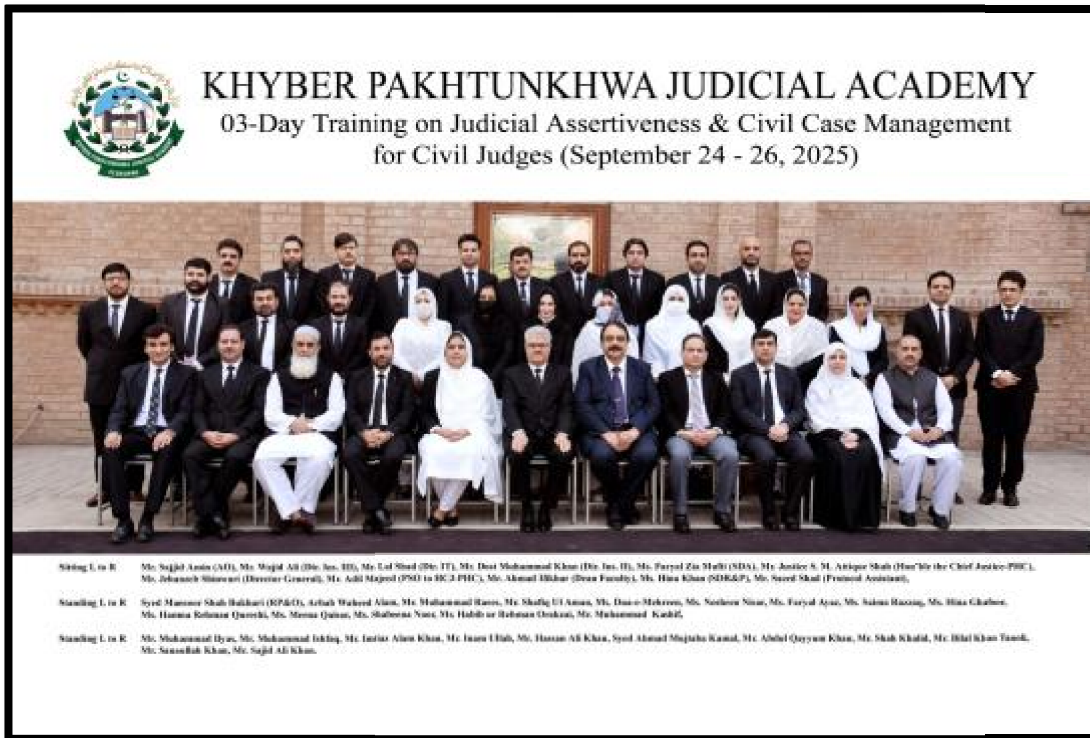 KHYBER PAKHTUNKHWA JUDICIAL ACADEMY
03-Day Training on Judicial Assertiveness & Civil Case Management
for Civil Judges (September 24 - 26, 2025)
Sitting L to R Mr. Sajjid Amin (AO), Mr. Wajid Ali (Dir. Ins. III), Mr. Lal Shad (Dir. IT), Mr. Dost Muhammad Khan (Dir. Ins. II), Ms. Faryal Zia Mufti (SDA), Mr. Justice S. M. Attique Shah (Hon'ble the Chief Justice-PHC),
Mr. Jehanzeb Shinwari (Director General), Mr. Adil Majeed (PSO to HCJ-PHC), Mr. Ahmad Iftikhar (Dean Faculty), Ms. Hina Khan (SDR&P), Mr. Saeed Shad (Protocol Assistant),
Standing L to R Syed Mansoor Shah Bukhari (RP&O), Arbab Waheed Alam, Mr. Muhammad Raees, Mr. Shafiq Ul Aman, Ms. Dua-e-Mehreen, Ms. Nosheen Nisar, Ms. Faryal Ayaz, Ms. Saima Razzaq, Ms. Hina Ghafoor,
Ms. Hamna Rehman Qureshi, Ms. Meena Qaisar, Ms. Shabeena Noor, Mr. Habib ur Rehman Orakzai, Mr. Muhammad Kashif,
Standing L to R Mr. Muhammad Ilyas, Mr. Muhammad Ishfaq, Mr. Imtiaz Alam Khan, Mr. Inam Ullah, Mr. Hassan Ali Khan, Syed Ahmad Mujtaba Kamal, Mr. Abdul Qayyum Khan, Mr. Shah Khalid, Mr. Bilal Khan Tanoli,
Mr. Sanaullah Khan, Mr. Sajid Ali Khan.